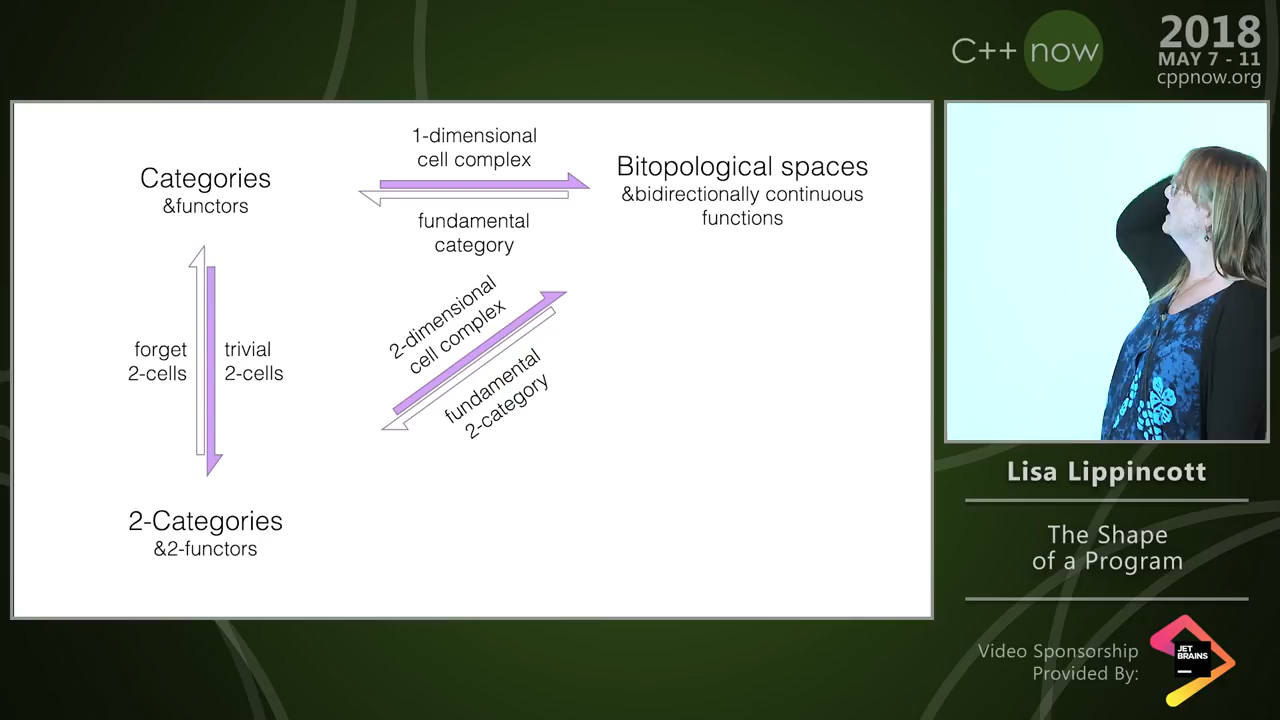 C++ now
2018
MAY 7 - 11
cppnow.org
1-dimensional
cell complex
Categories
&functors
Bitopological spaces
&bidirectionally continuous
functions
fundamental
category
2-dimensional
cell complex
fundamental
2-category
forget
2-cells
trivial
2-cells
2-Categories
&2-functors
Lisa Lippincott
The Shape
of a Program
Video Sponsorship
Provided By:
JET
BRAINS